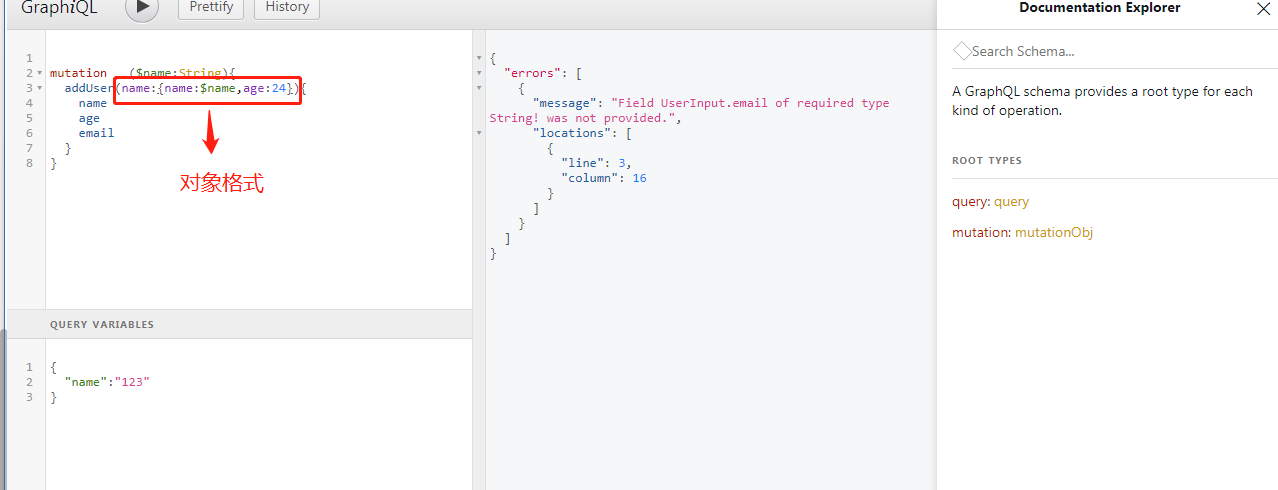 GraphiQL
Prettify
History
Documentation Explorer
1
2 mutation ($name:String){
3 addUser(name:{name:$name,age:24}){
4 name
5 age
6 email
7 }
8 }
对象格式
QUERY VARIABLES
1 {
2 "name":"123"
3 }
{
"errors": [
{
"message": "Field UserInput.email of required type
String! was not provided.",
"locations": [
{
"line": 3,
"column": 16
}
]
}
]
}
Search Schema...
A GraphQL schema provides a root type for each
kind of operation.
ROOT TYPES
query: query
mutation: mutationObj